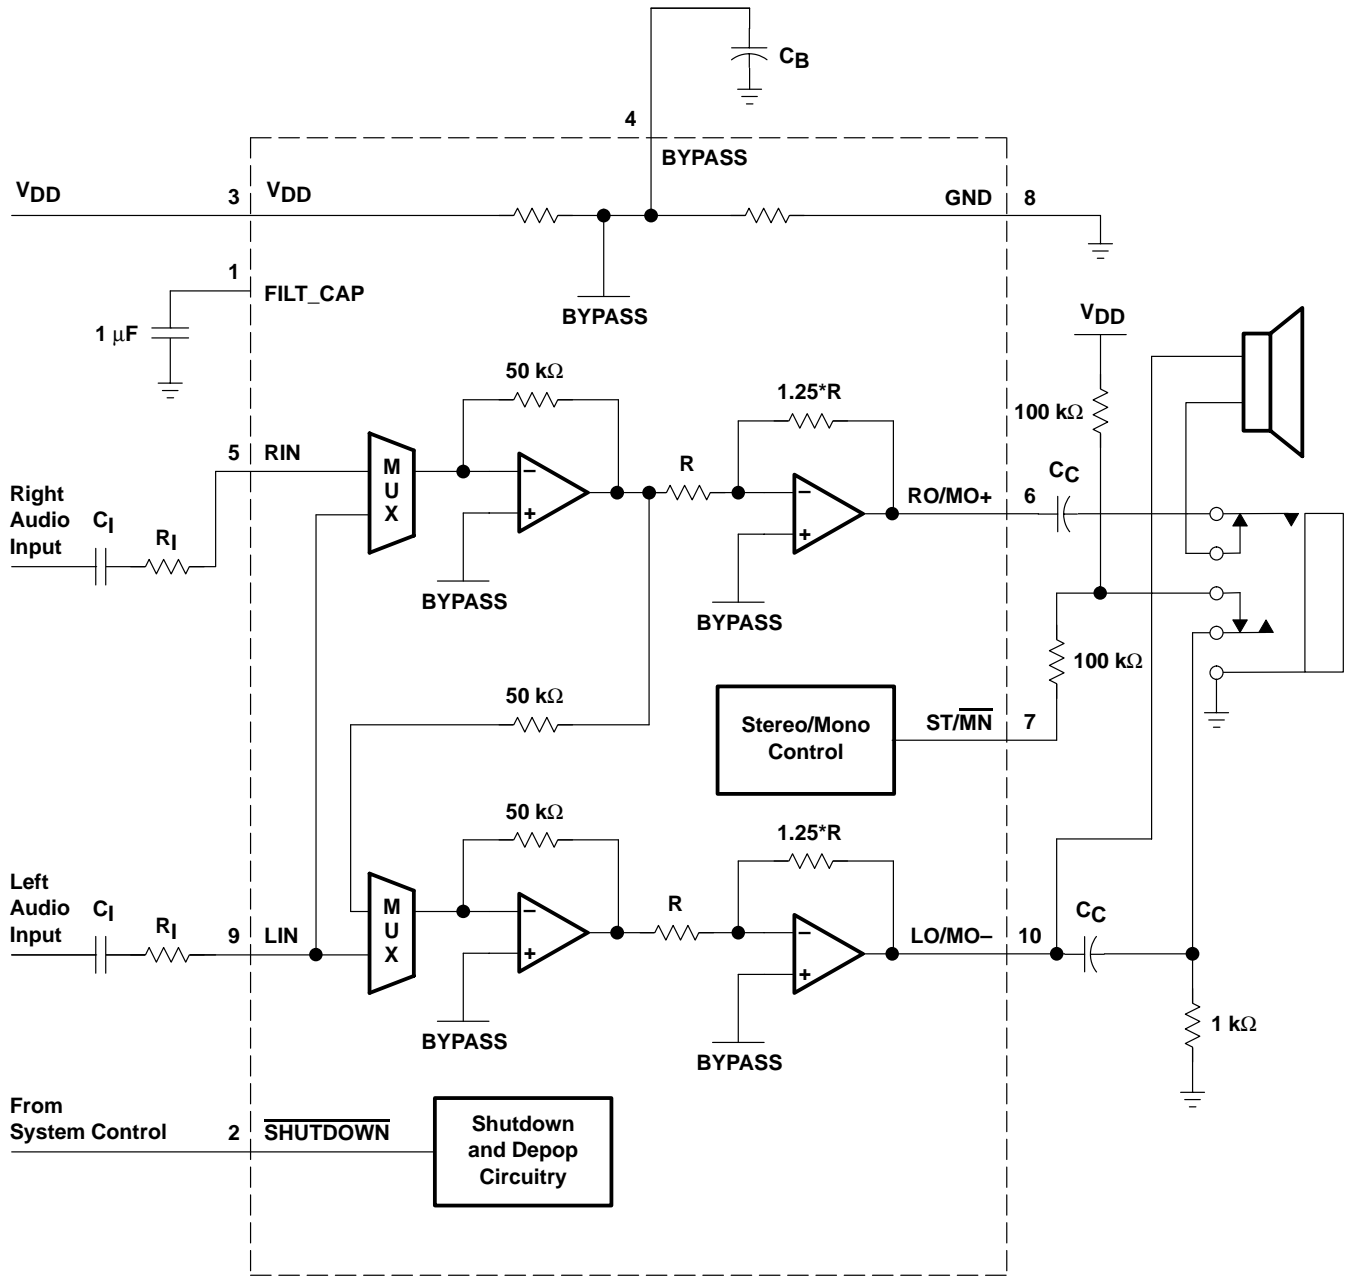 CB
4
BYPASS
VDD
3
VDD
GND
8
1
FILT_CAP
BYPASS
1 μF
VDD
50 kΩ
1.25*R
100 kΩ
5
RIN
MUX
R
RO/MO+
6
CC
Right
Audio
Input
CI
RI
−
+
−
+
BYPASS
BYPASS
100 kΩ
50 kΩ
Stereo/Mono
Control
ST/M̅N̅
7
50 kΩ
1.25*R
Left
Audio
Input
CI
RI
9
LIN
MUX
R
LO/MO–
10
CC
−
+
−
+
BYPASS
BYPASS
1 kΩ
From
System Control
2
S̅H̅U̅T̅D̅O̅W̅N̅
Shutdown
and Depop
Circuitry